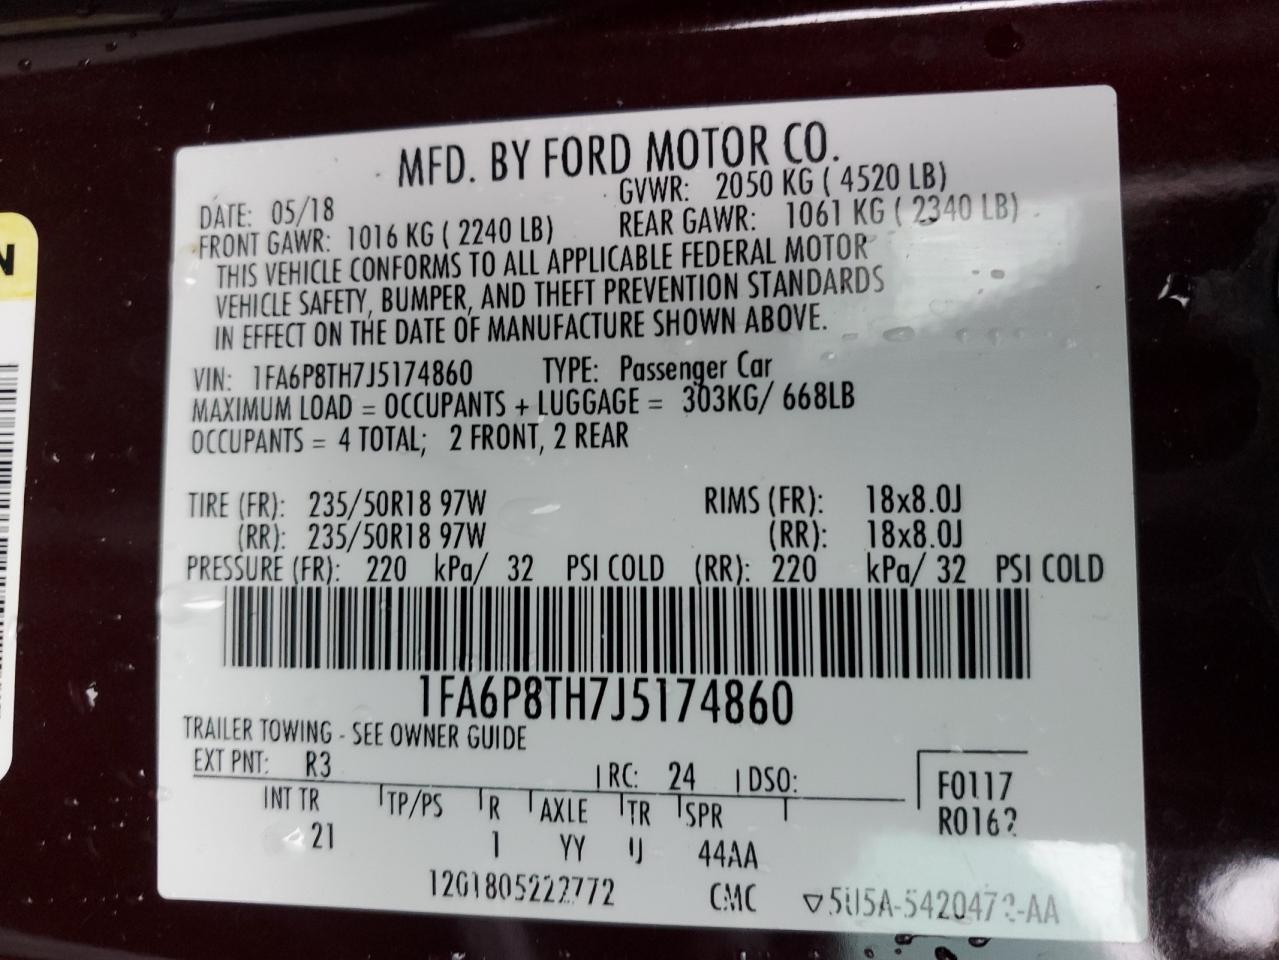 MFD. BY FORD MOTOR CO.
DATE: 05/18 GVWR: 2050 KG ( 4520 LB)
FRONT GAWR: 1016 KG ( 2240 LB) REAR GAWR: 1061 KG ( 2340 LB)
THIS VEHICLE CONFORMS TO ALL APPLICABLE FEDERAL MOTOR
VEHICLE SAFETY, BUMPER, AND THEFT PREVENTION STANDARDS
IN EFFECT ON THE DATE OF MANUFACTURE SHOWN ABOVE.
VIN: 1FA6P8TH7J5174860 TYPE: Passenger Car
MAXIMUM LOAD = OCCUPANTS + LUGGAGE = 303KG/ 668LB
OCCUPANTS = 4 TOTAL; 2 FRONT, 2 REAR
TIRE (FR): 235/50R18 97W RIMS (FR): 18x8.0J
(RR): 235/50R18 97W (RR): 18x8.0J
PRESSURE (FR): 220 kPa/ 32 PSI COLD (RR): 220 kPa/ 32 PSI COLD
1FA6P8TH7J5174860
TRAILER TOWING - SEE OWNER GUIDE
EXT PNT: R3 RC: 24 DSO: F0117
INT TR TP/PS R AXLE TR SPR R0162
21 1 YY 44AA
CMC
N